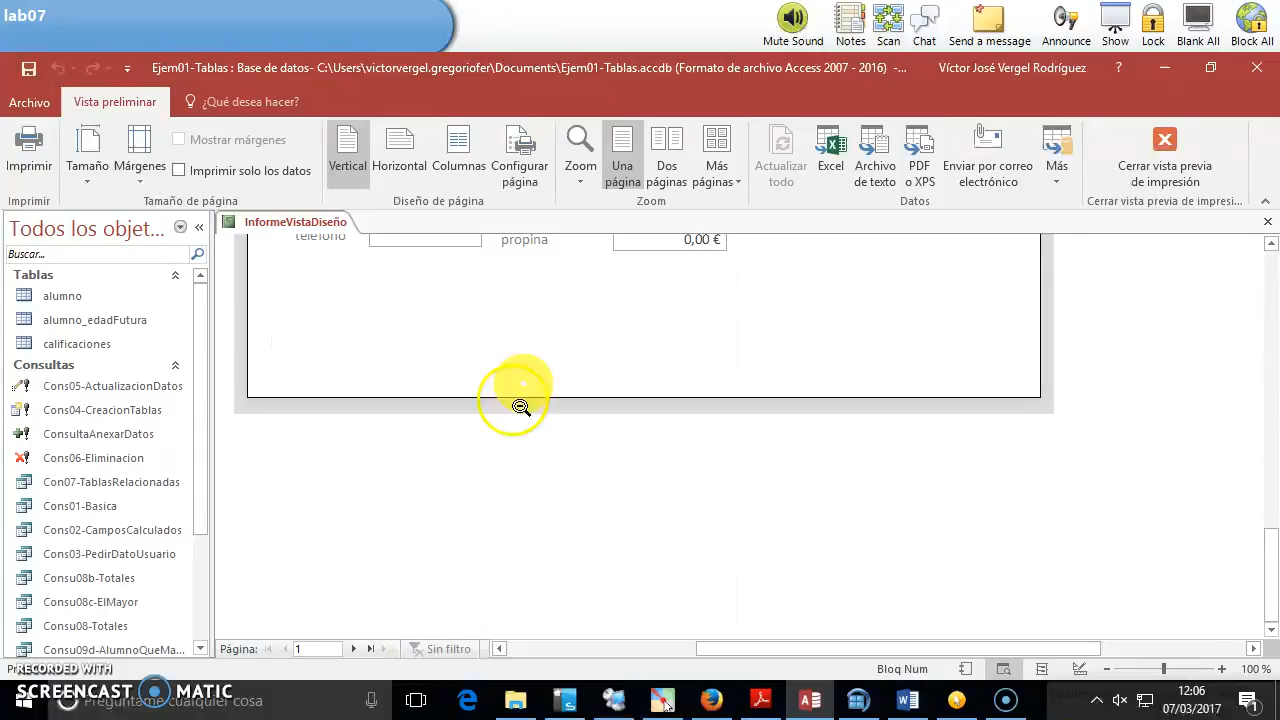 lab07
Mute Sound
Notes
Scan
Chat
Send a message
Announce
Show
Lock
Blank All
Block All
Ejem01-Tablas : Base de datos- C:\Users\victorvergel.gregoriofer\Documents\Ejem01-Tablas.accdb (Formato de archivo Access 2007 - 2016) -...
Víctor José Vergel Rodríguez
?
Archivo
Vista preliminar
¿Qué desea hacer?
Imprimir
Tamaño
Márgenes
Mostrar márgenes
Imprimir solo los datos
Vertical
Horizontal
Columnas
Configurar página
Zoom
Una página
Dos páginas
Más páginas
Actualizar todo
Excel
Archivo de texto
PDF o XPS
Enviar por correo electrónico
Más
Cerrar vista previa de impresión
Imprimir
Tamaño de página
Diseño de página
Zoom
Datos
Cerrar vista previa de impresi...
Todos los objet...
InformeVistaDiseño
Buscar...
telefono
propina
0,00 €
Tablas
alumno
alumno_edadFutura
calificaciones
Consultas
Cons05-ActualizacionDatos
Cons04-CreacionTablas
ConsultaAnexarDatos
Cons06-Eliminacion
Con07-TablasRelacionadas
Cons01-Basica
Cons02-CamposCalculados
Cons03-PedirDatoUsuario
Consu08b-Totales
Consu08c-ElMayor
Consu08-Totales
Consu09d-AlumnoQueMa...
Página:
1
Sin filtro
Bloq Num
100 %
RECORDED WITH
SCREENCAST MATIC
Pregúntame cualquier cosa
12:06
07/03/2017